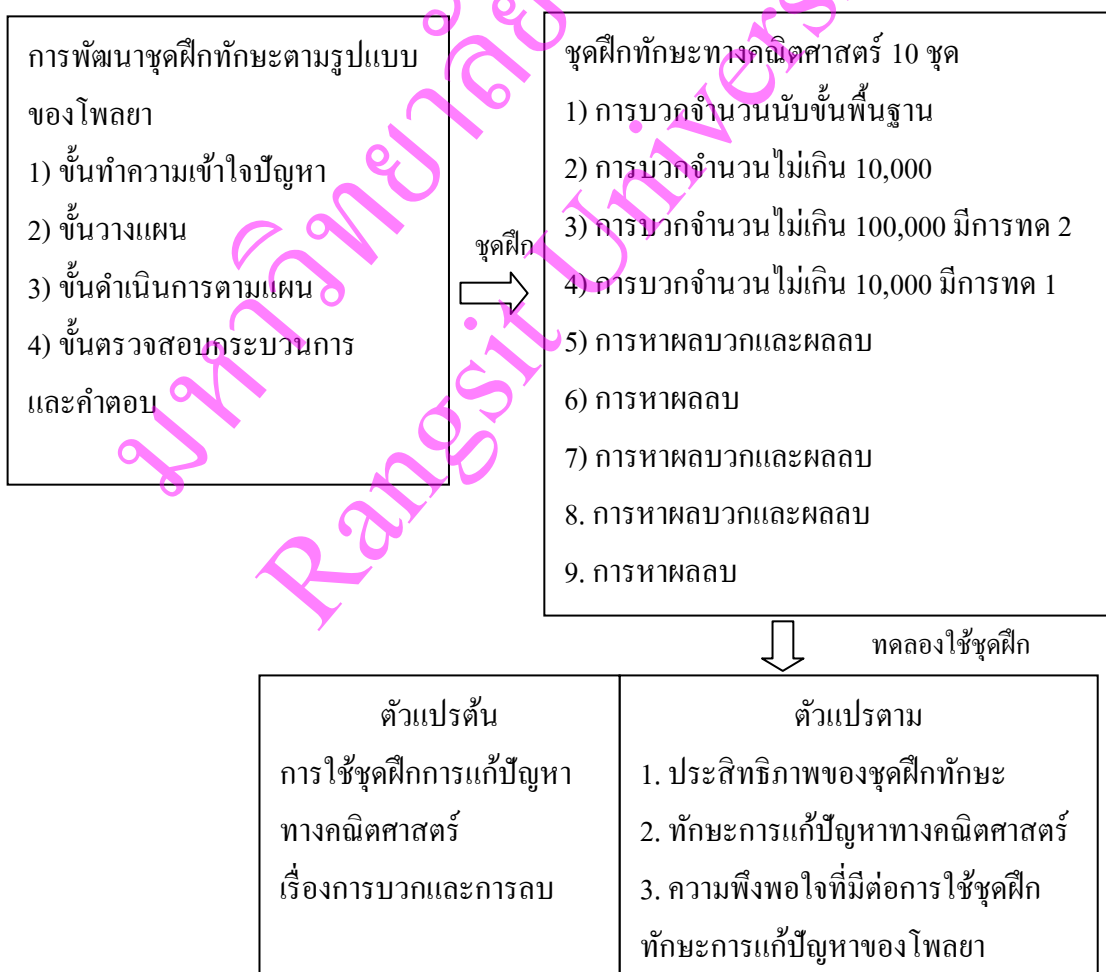 การพัฒนาชุดฝึกทักษะตามรูปแบบ
ของโพลยา
1) ขั้นทำความเข้าใจปัญหา
2) ขั้นวางแผน
3) ขั้นดำเนินการตามแผน
4) ขั้นตรวจสอบกระบวนการ
และคำตอบ
ชุดฝึก
ชุดฝึกทักษะทางคณิตศาสตร์ 10 ชุด
1) การบวกจำนวนนับขั้นพื้นฐาน
2) การบวกจำนวนไม่เกิน 10,000
3) การบวกจำนวนไม่เกิน 100,000 มีการทด 2
4) การบวกจำนวนไม่เกิน 10,000 มีการทด 1
5) การหาผลบวกและผลลบ
6) การหาผลลบ
7) การหาผลบวกและผลลบ
8. การหาผลบวกและผลลบ
9. การหาผลลบ
ทดลองใช้ชุดฝึก
ตัวแปรต้น
การใช้ชุดฝึกการแก้ปัญหา
ทางคณิตศาสตร์
เรื่องการบวกและการลบ
ตัวแปรตาม
1. ประสิทธิภาพของชุดฝึกทักษะ
2. ทักษะการแก้ปัญหาทางคณิตศาสตร์
3. ความพึงพอใจที่มีต่อการใช้ชุดฝึก
ทักษะการแก้ปัญหาของโพลยา
มหาวิทยาลัย
Rangsit Univers